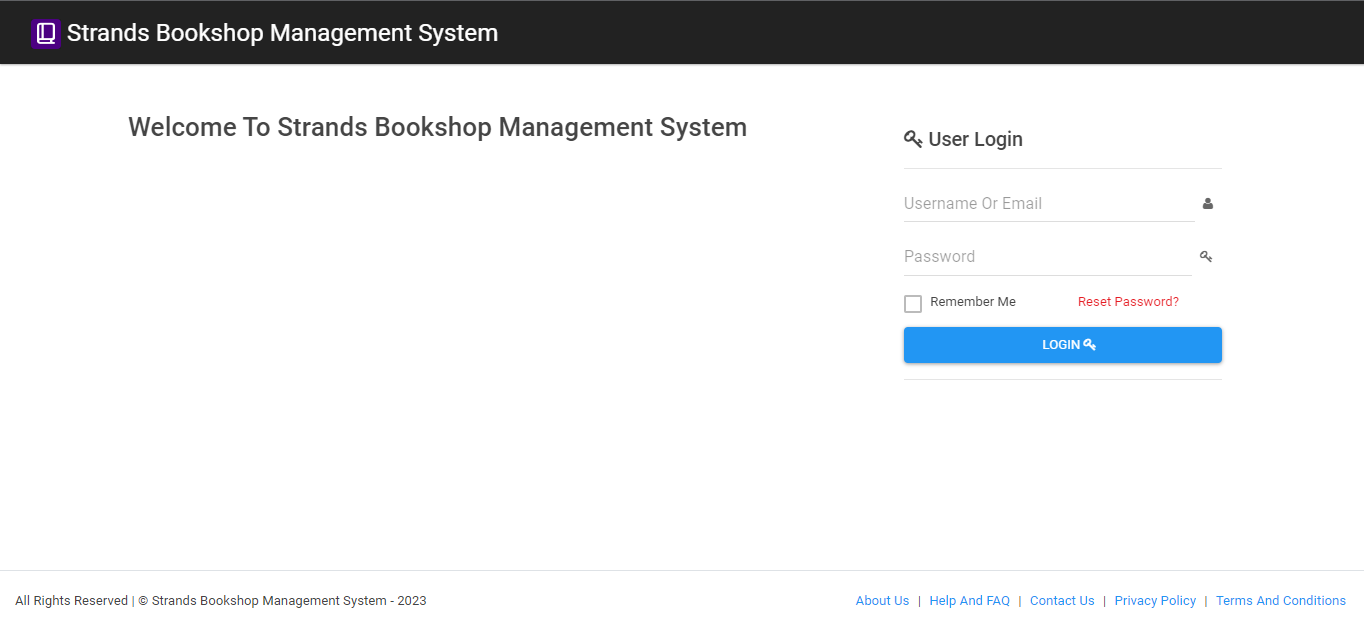 Strands Bookshop Management System
Welcome To Strands Bookshop Management System
User Login
Username Or Email
Password
Remember Me Reset Password?
LOGIN
All Rights Reserved | © Strands Bookshop Management System - 2023
About Us | Help And FAQ | Contact Us | Privacy Policy | Terms And Conditions